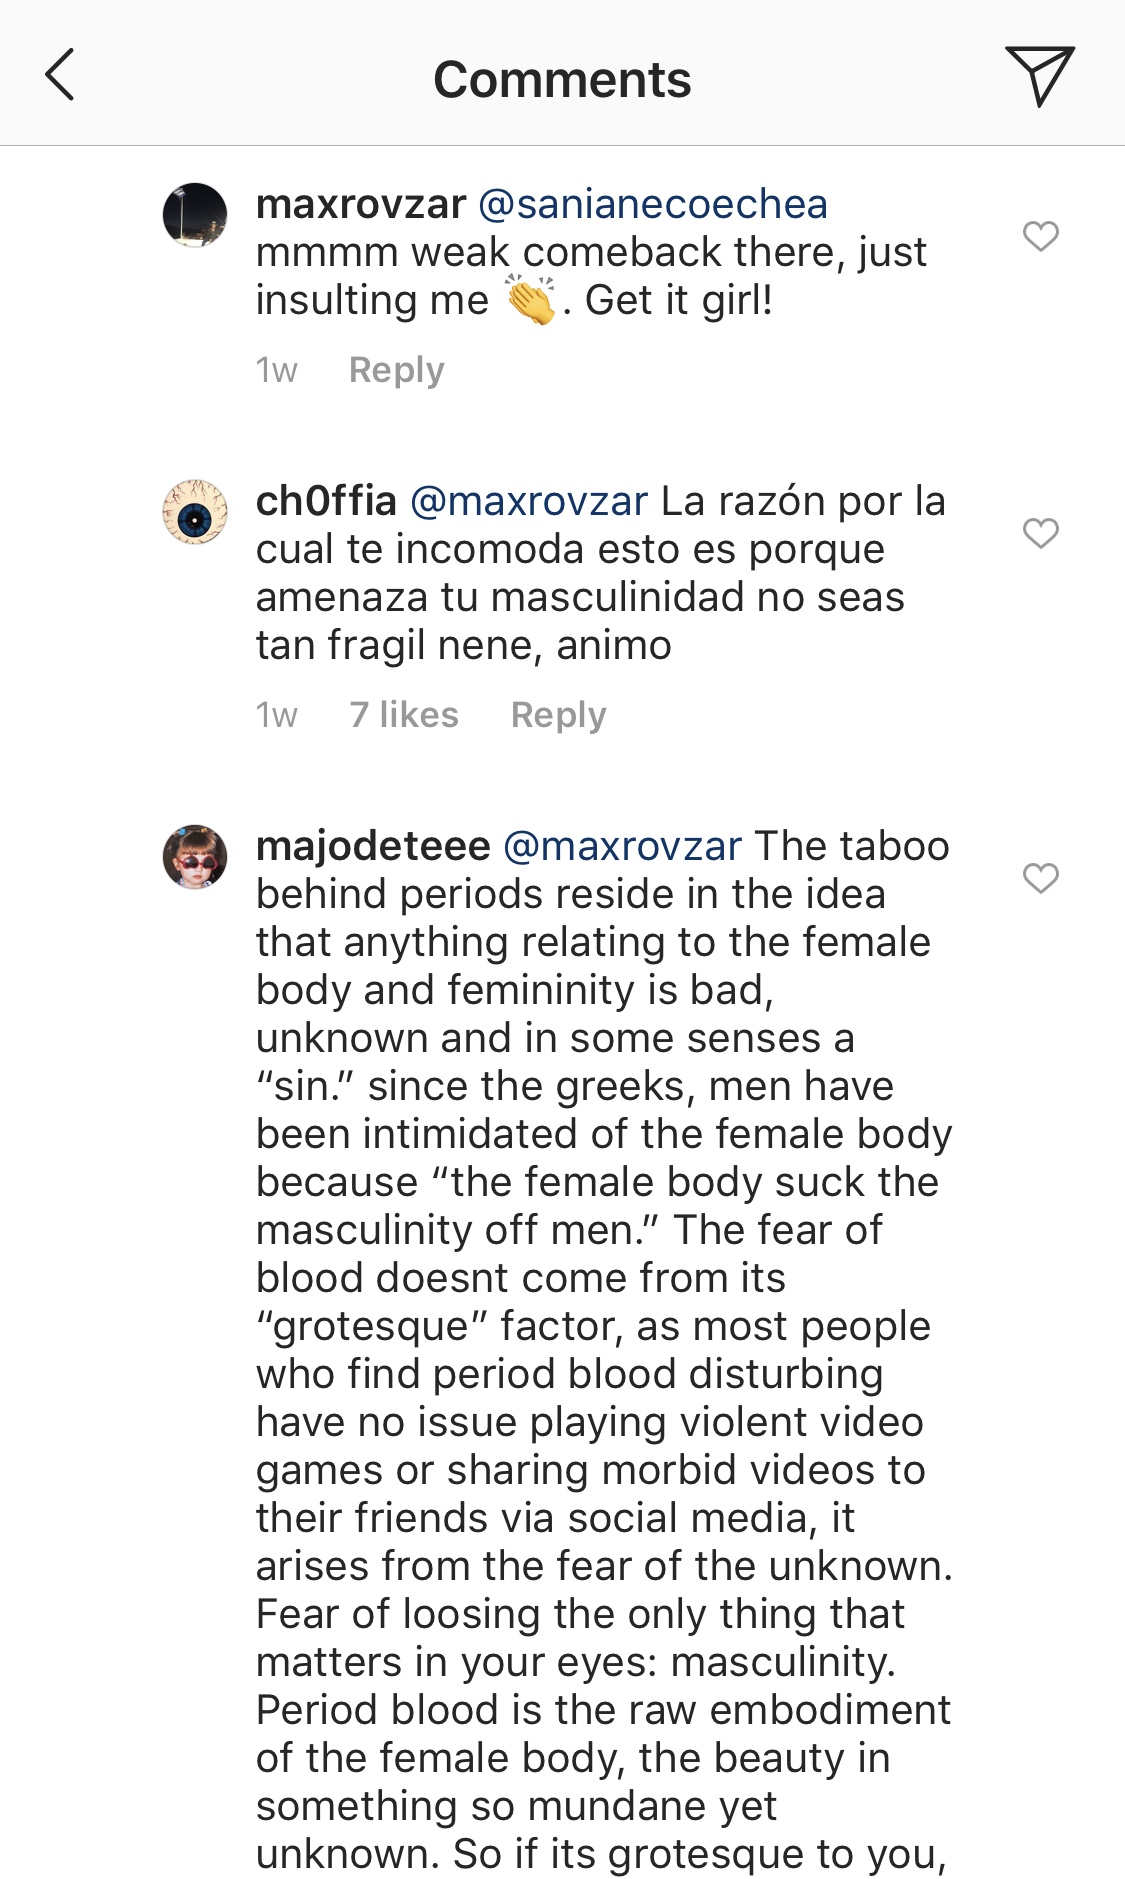 Comments
maxrovzar @sanianecoechea
mmmm weak comeback there, just
insulting me 👏. Get it girl!
1w Reply
ch0ffia @maxrovzar La razón por la
cual te incomoda esto es porque
amenaza tu masculinidad no seas
tan fragil nene, animo
1w 7 likes Reply
majodeteee @maxrovzar The taboo
behind periods reside in the idea
that anything relating to the female
body and femininity is bad,
unknown and in some senses a
“sin.” since the greeks, men have
been intimidated of the female body
because “the female body suck the
masculinity off men.” The fear of
blood doesnt come from its
“grotesque” factor, as most people
who find period blood disturbing
have no issue playing violent video
games or sharing morbid videos to
their friends via social media, it
arises from the fear of the unknown.
Fear of loosing the only thing that
matters in your eyes: masculinity.
Period blood is the raw embodiment
of the female body, the beauty in
something so mundane yet
unknown. So if its grotesque to you,